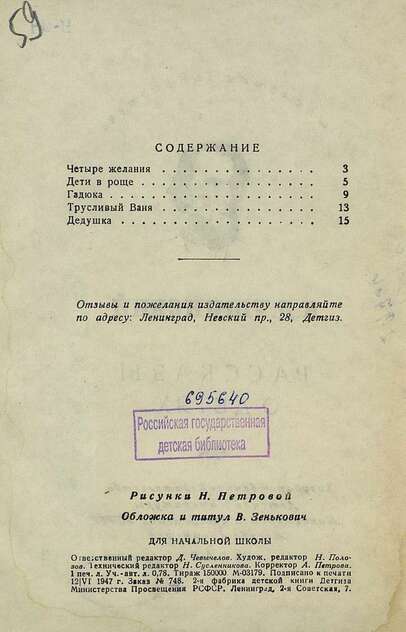 59
СОДЕРЖАНИЕ
Четыре желания . . . . . . . . . . . . . . . . 3
Дети в роще . . . . . . . . . . . . . . . . . . 5
Гадюка . . . . . . . . . . . . . . . . . . . . 9
Трусливый Ваня . . . . . . . . . . . . . . . . 13
Дедушка . . . . . . . . . . . . . . . . . . . 15
Отзывы и пожелания издательству направляйте
по адресу: Ленинград, Невский пр., 28, Детгиз.
695640
Российская государственная
детская библиотека
Рисунки Н. Петровой
Обложка и титул В. Зенькович
ДЛЯ НАЧАЛЬНОЙ ШКОЛЫ
Ответственный редактор Д. Чевычелов. Худож. редактор Н. Поло-
зов. Технический редактор Н. Сусленникова. Корректор А. Петрова.
1 печ. л. Уч.-авт. л. 0,78. Тираж 150000 М-03179. Подписано к печати
12/VI 1947 г. Заказ № 748. 2-я фабрика детской книги Детгиза
Министерства Просвещения РСФСР. Ленинград, 2-я Советская, 7.